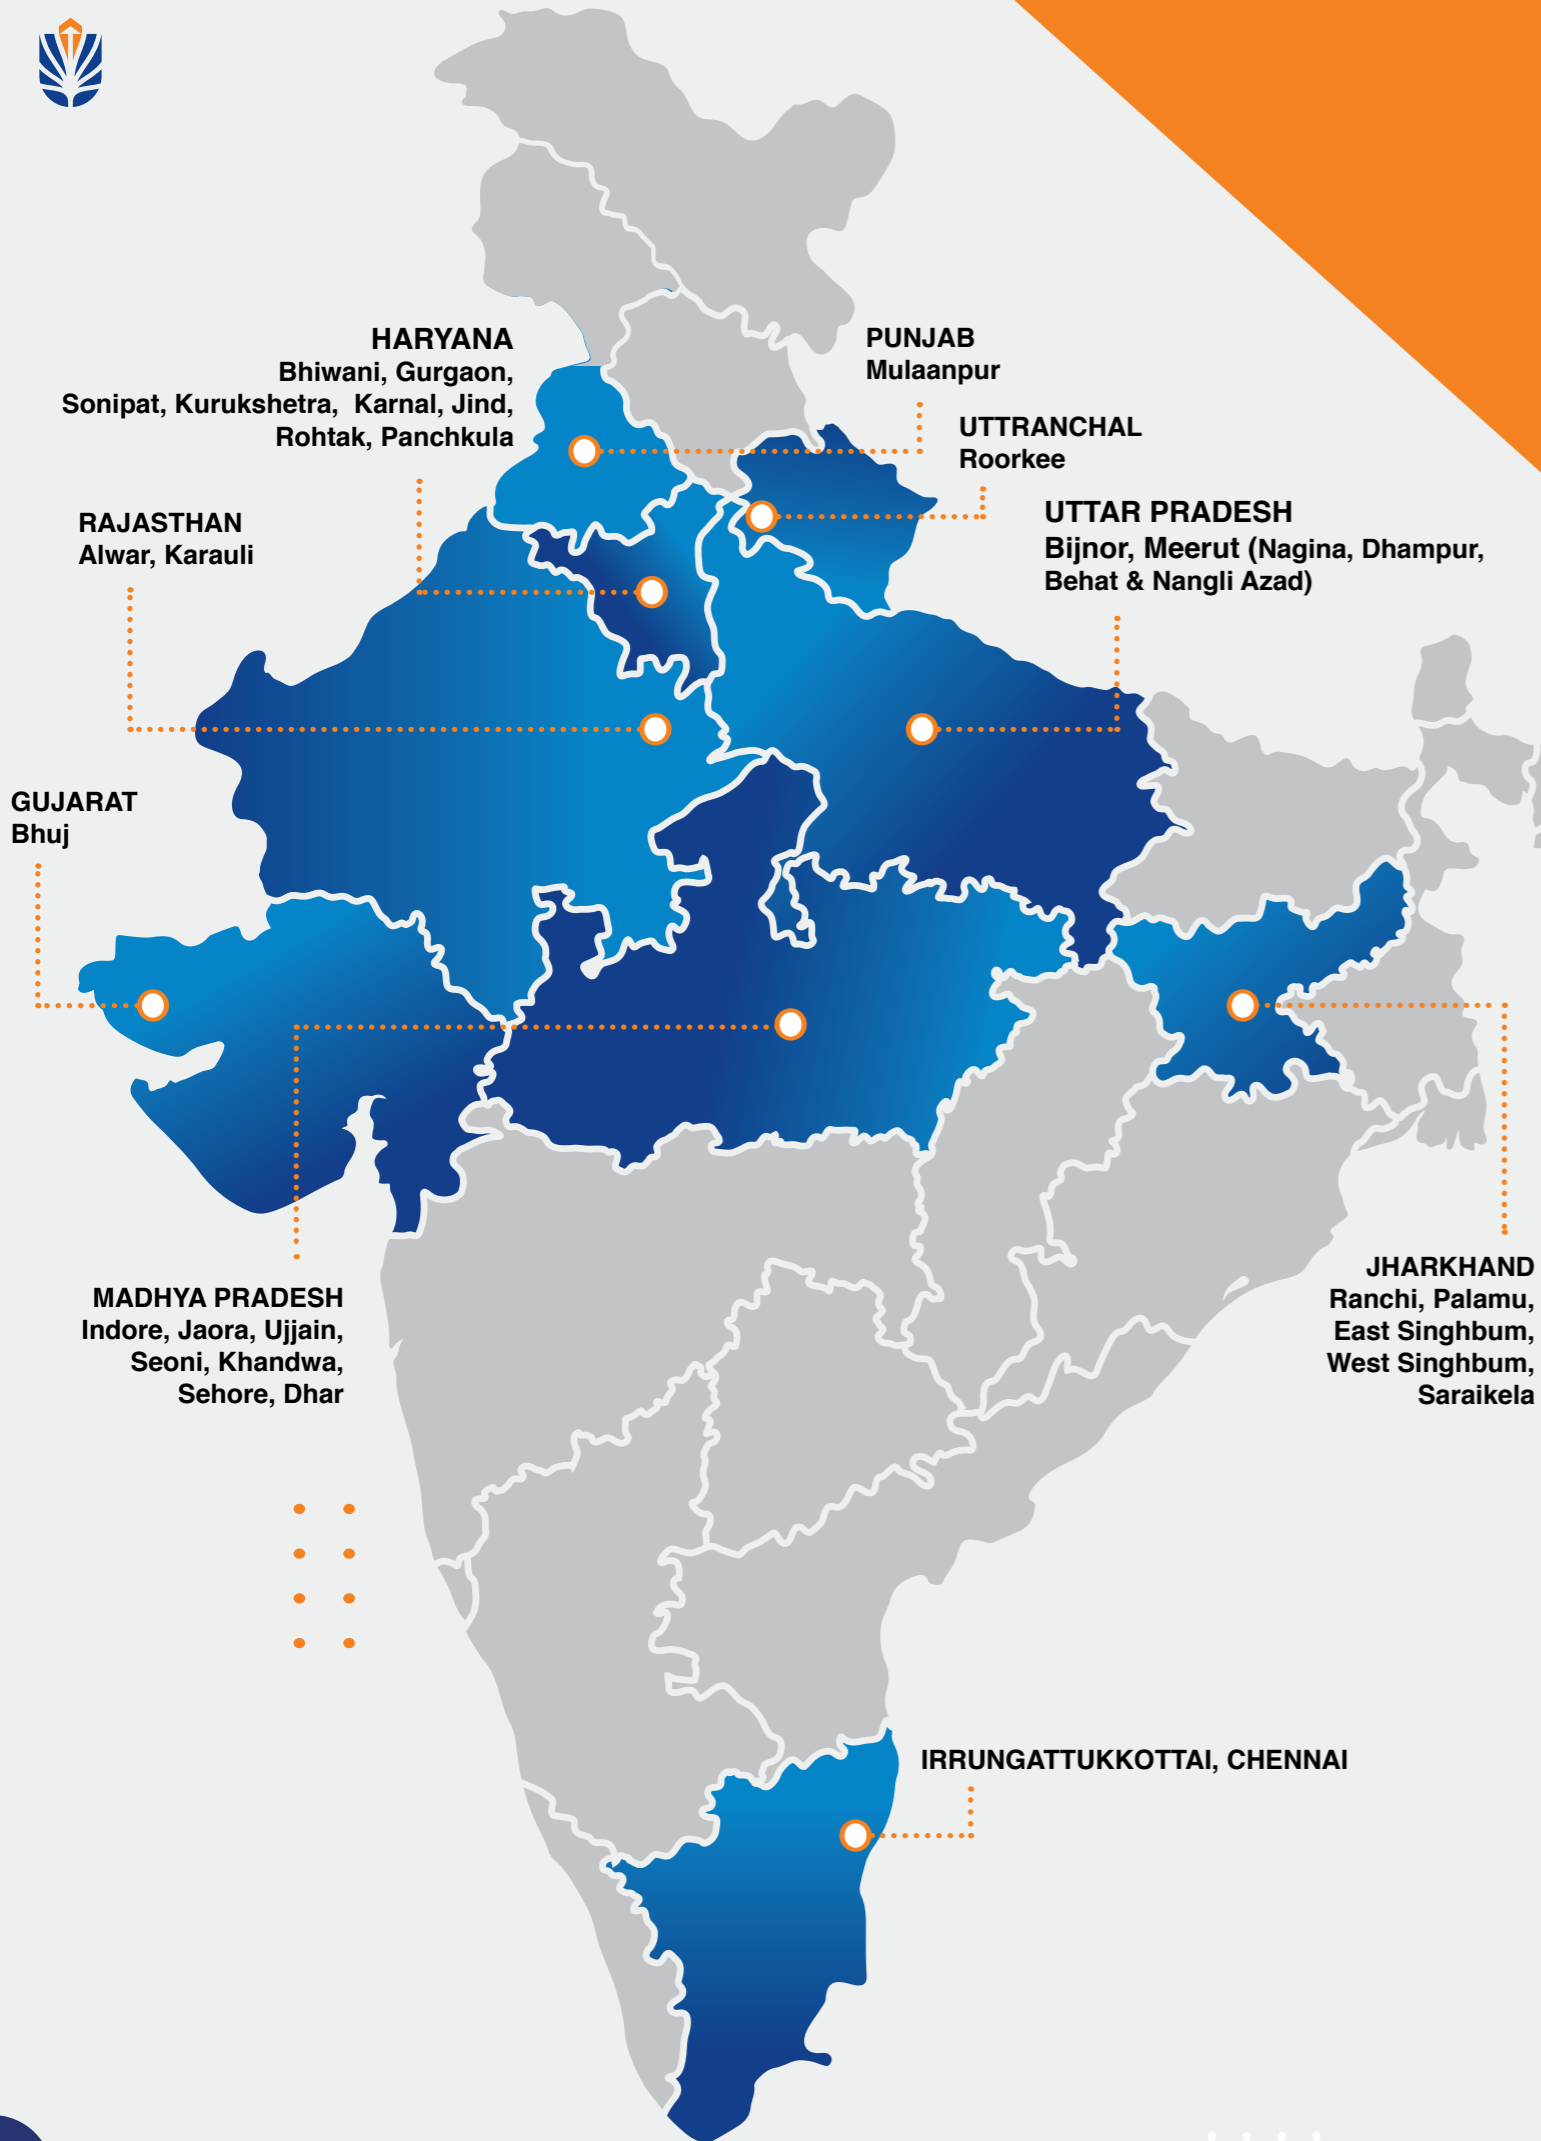 HARYANA
Bhiwani, Gurgaon,
Sonipat, Kurukshetra, Karnal, Jind,
Rohtak, Panchkula
PUNJAB
Mulaanpur
UTTRANCHAL
Roorkee
RAJASTHAN
Alwar, Karauli
UTTAR PRADESH
Bijnor, Meerut (Nagina, Dhampur,
Behat & Nangli Azad)
GUJARAT
Bhuj
MADHYA PRADESH
Indore, Jaora, Ujjain,
Seoni, Khandwa,
Sehore, Dhar
JHARKHAND
Ranchi, Palamu,
East Singhbum,
West Singhbum,
Saraikela
IRRUNGATTUKKOTTAI, CHENNAI